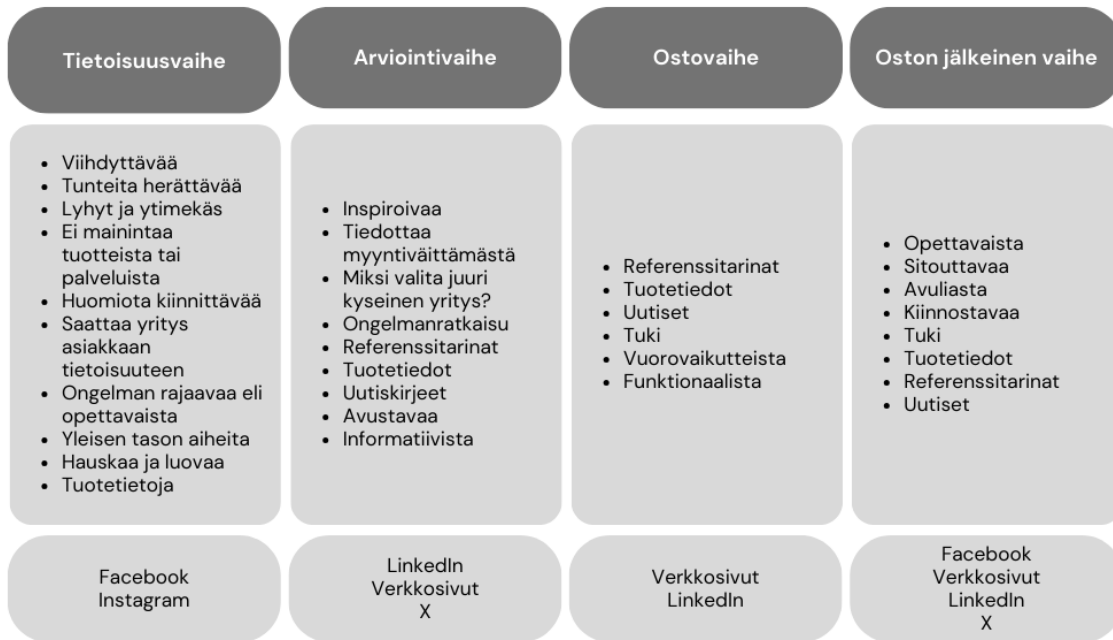 Tietoisuusvaihe
Arviointivaihe
Ostovaihe
Oston jälkeinen vaihe
• Viihdyttävää
• Tunteita herättävää
• Lyhyt ja ytimekäs
• Ei mainintaa
tuotteista tai
palveluista
• Huomiota kiinnittävää
• Saattaa yritys
asiakkaan
tietoisuuteen
• Ongelman rajaavaa eli
opettavaista
• Yleisen tason aiheita
• Hauskaa ja luovaa
• Tuotetietoja
• Inspiroivaa
• Tiedottaa
myyntiväittämästä
• Miksi valita juuri
kyseinen yritys?
• Ongelmanratkaisu
• Referenssitarinat
• Tuotetiedot
• Uutiskirjeet
• Avustavaa
• Informatiivista
• Referenssitarinat
• Tuotetiedot
• Uutiset
• Tuki
• Vuorovaikutteista
• Funktionaalista
• Opettavaista
• Sitouttavaa
• Avuliasta
• Kiinnostavaa
• Tuki
• Tuotetiedot
• Referenssitarinat
• Uutiset
Facebook
Instagram
LinkedIn
Verkkosivut
X
Verkkosivut
LinkedIn
Facebook
Verkkosivut
LinkedIn
X